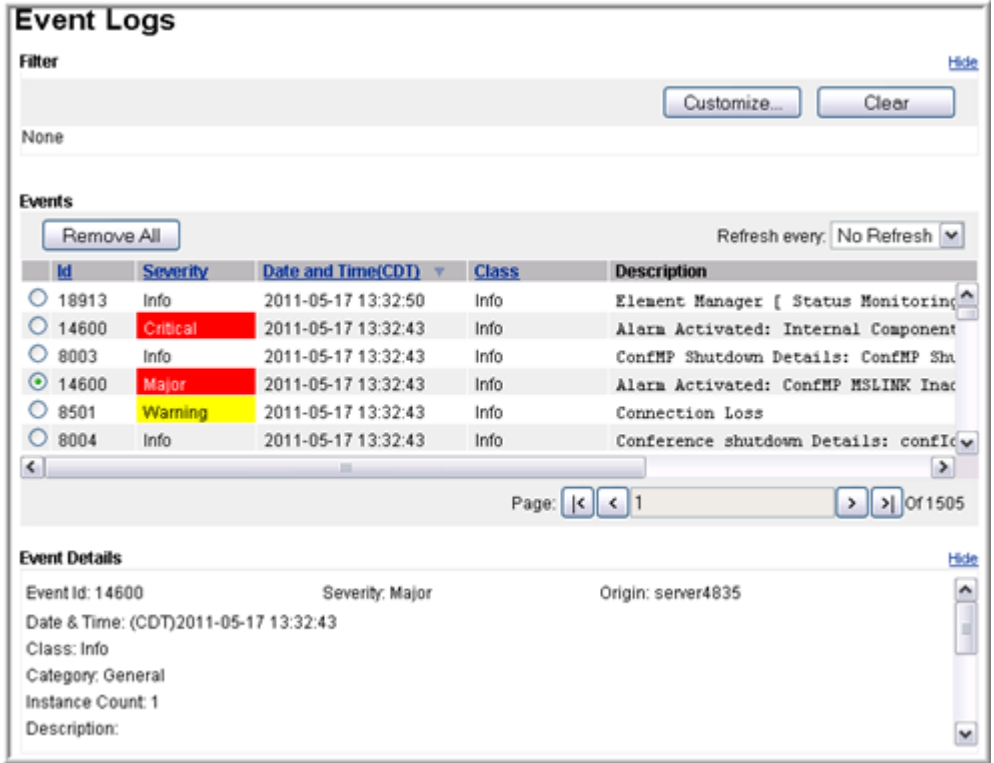 Event Logs
Filter
Hide
Customize...
Clear
None
Events
Remove All
Refresh every: No Refresh
Id Severity Date and Time(CDT) Class Description
18913 Info 2011-05-17 13:32:50 Info Element Manager [ Status Monitoring
14600 Critical 2011-05-17 13:32:43 Info Alarm Activated: Internal Component
8003 Info 2011-05-17 13:32:43 Info ConfMP Shutdown Details: ConfMP Shu
14600 Major 2011-05-17 13:32:43 Info Alarm Activated: ConfMP MSLINK Inac
8501 Warning 2011-05-17 13:32:43 Info Connection Loss
8004 Info 2011-05-17 13:32:43 Info Conference shutdown Details: confId
Page: |< < 1 > >| Of 1505
Event Details
Hide
Event Id: 14600 Severity: Major Origin: server4835
Date & Time: (CDT)2011-05-17 13:32:43
Class: Info
Category: General
Instance Count: 1
Description: